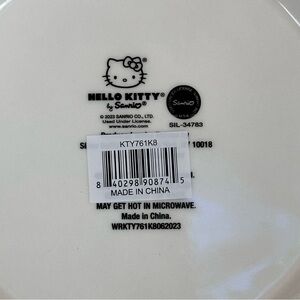 HELLO KITTY®
by Sanrio®
© 2023 SANRIO CO., LTD.
Used Under License.
www.sanrio.com
Sanrio
SIL-34783
10018
KTY761K8
8 40298 90874 5
MADE IN CHINA
MAY GET HOT IN MICROWAVE.
Made in China.
WRKTY761K8062023